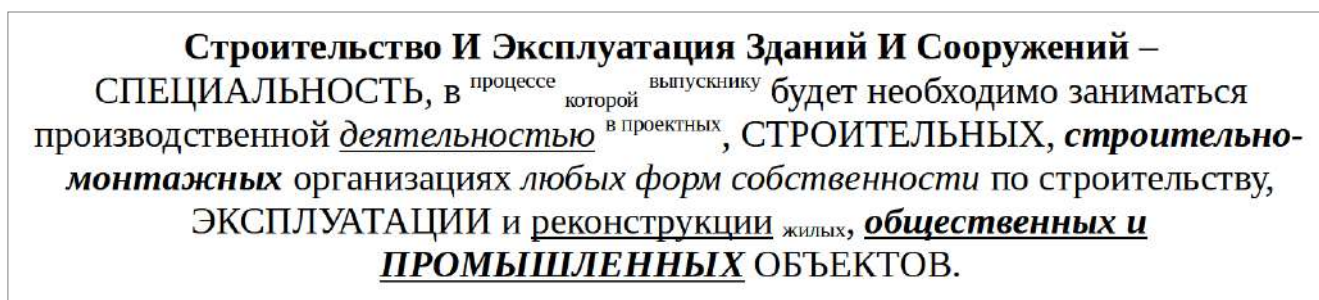 Строительство И Эксплуатация Зданий И Сооружений –
СПЕЦИАЛЬНОСТЬ, в процессе которой выпускнику будет необходимо заниматься
производственной деятельностью в проектных, СТРОИТЕЛЬНЫХ, строительно-
монтажных организациях любых форм собственности по строительству,
ЭКСПЛУАТАЦИИ и реконструкции жилых, общественных и
ПРОМЫШЛЕННЫХ ОБЪЕКТОВ.